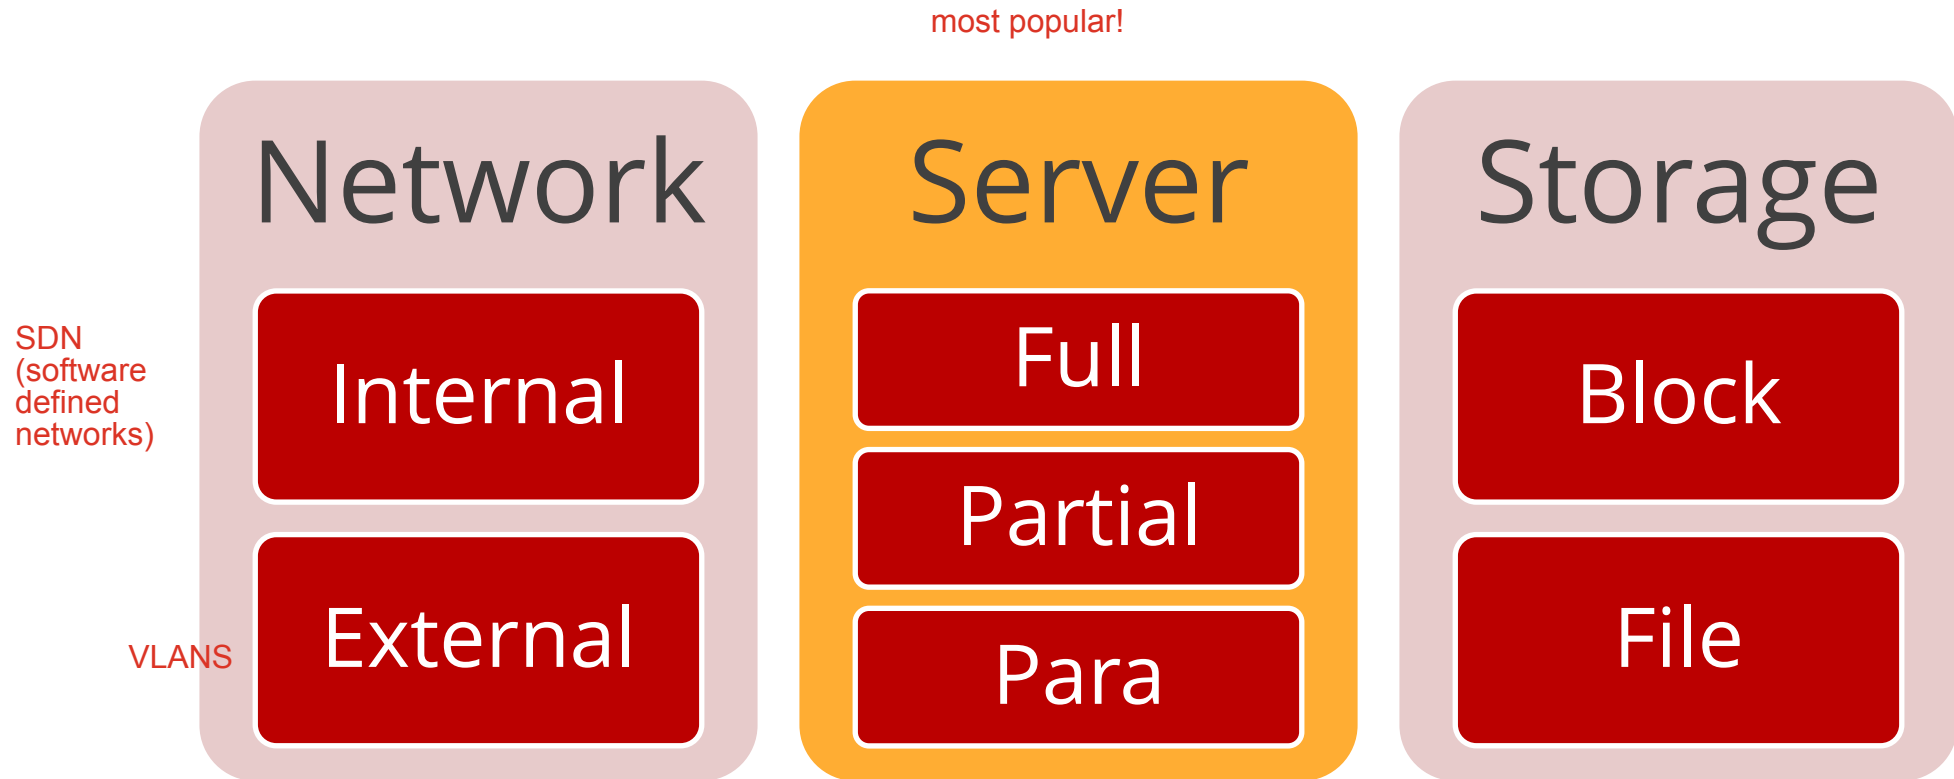 most popular!
Network
SDN
(software
defined
networks)
Internal
VLANS
External
Server
Full
Partial
Para
Storage
Block
File